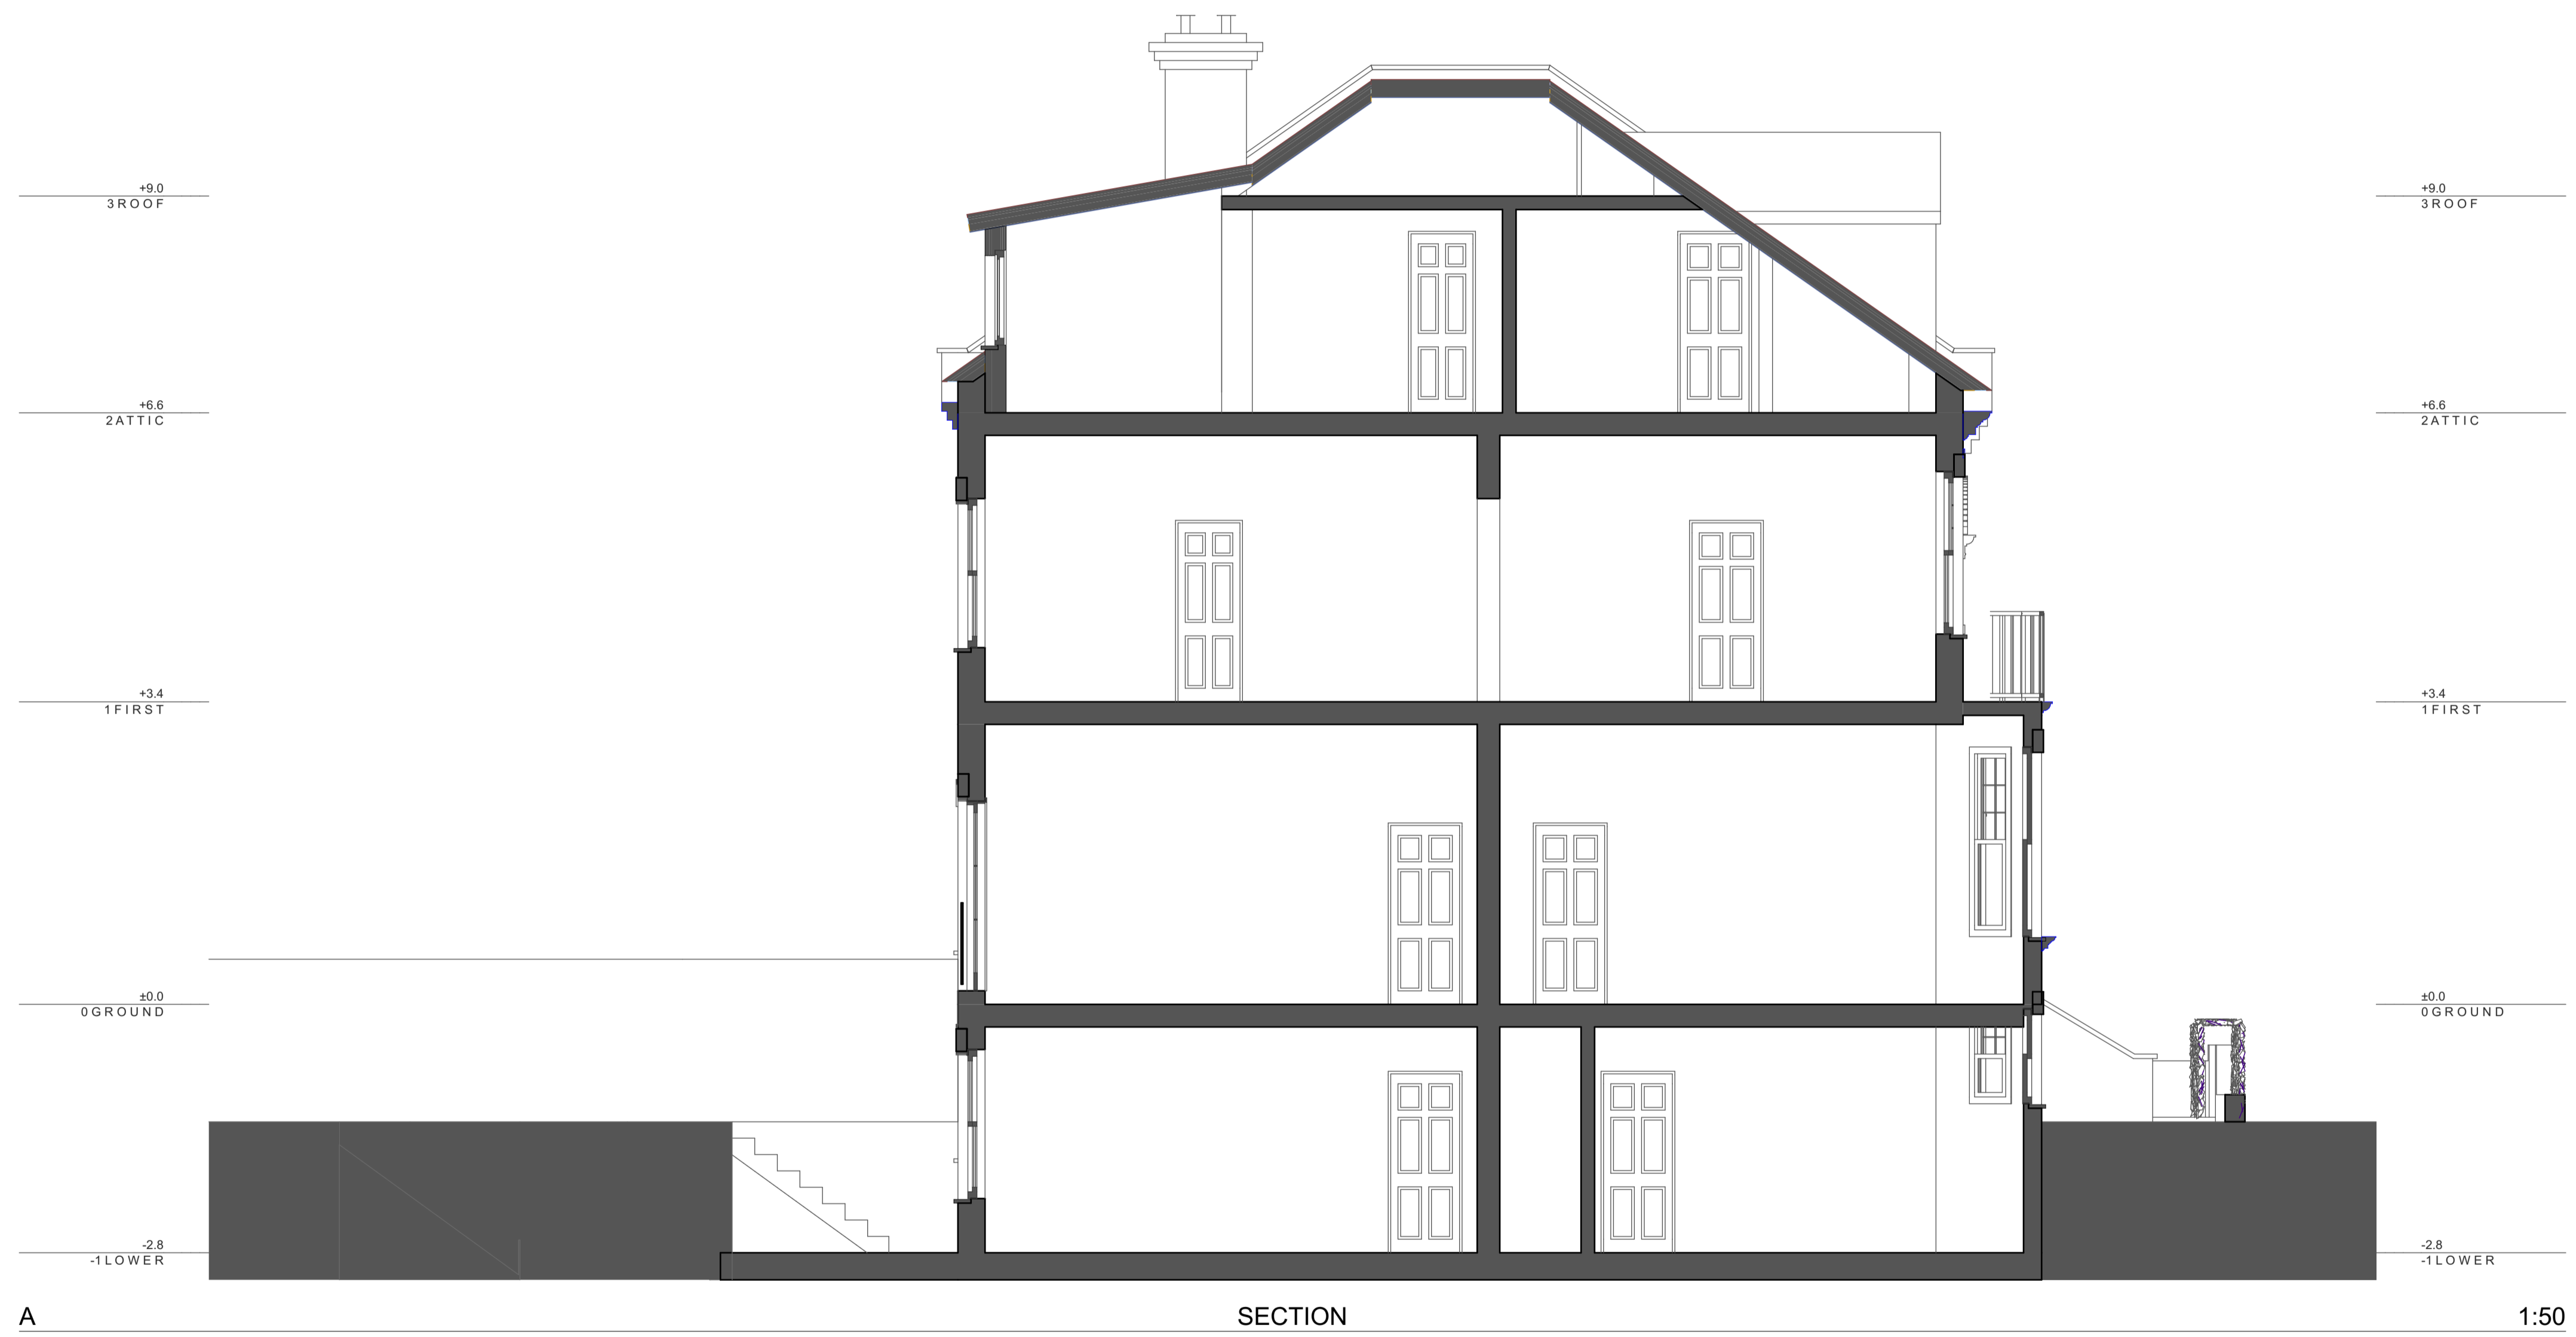 +9.0
3ROOF
+9.0
3ROOF
+6.6
2ATTIC
+6.6
2ATTIC
+3.4
1FIRST
+3.4
1FIRST
±0.0
0GROUND
±0.0
0GROUND
-2.8
-1LOWER
-2.8
-1LOWER
A SECTION 1:50